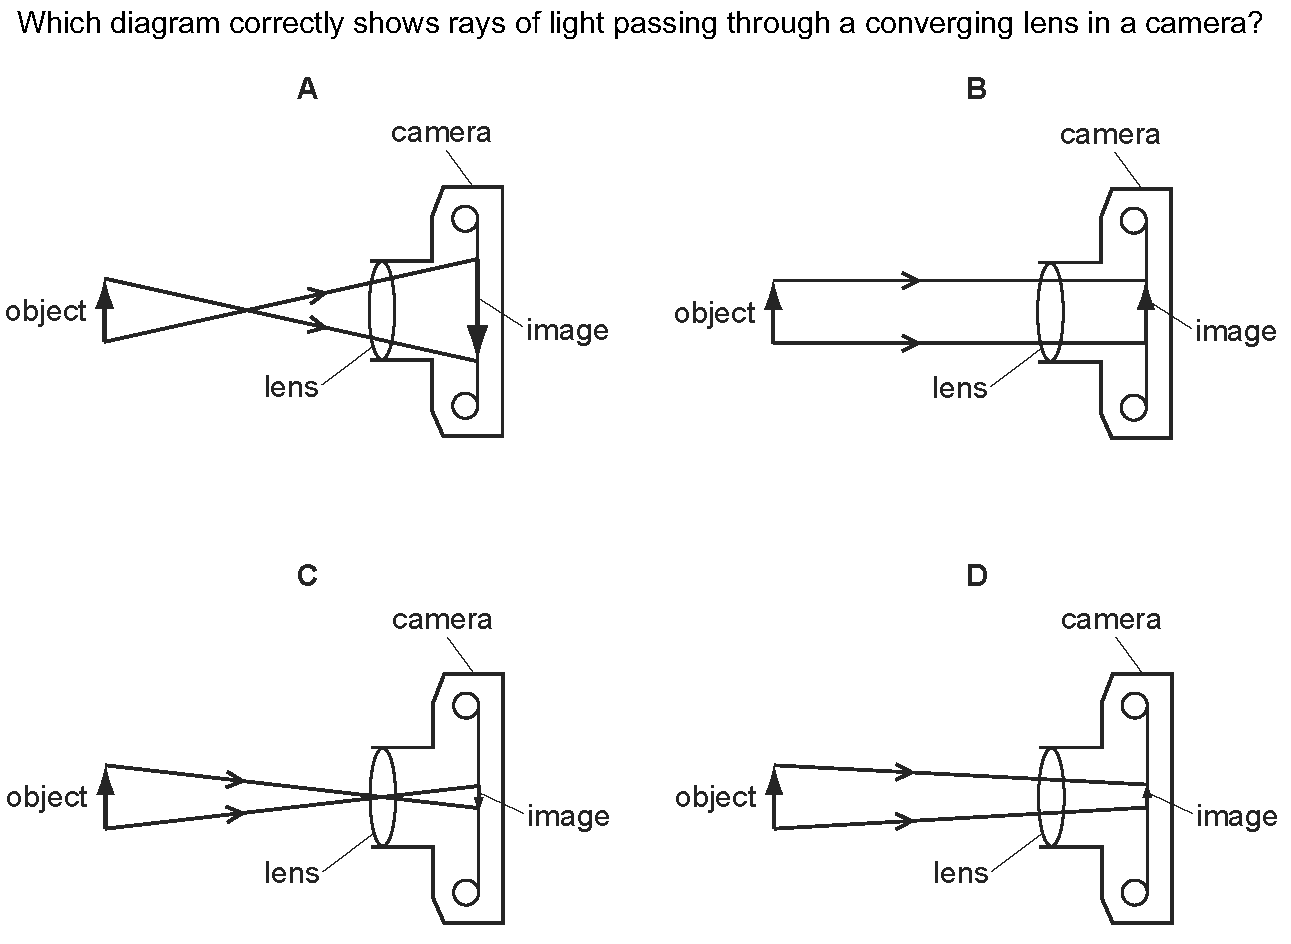 Which diagram correctly shows rays of light passing through a converging lens in a camera?
A
B
camera
camera
object
image
lens
object
image
lens
C
D
camera
camera
object
image
lens
object
image
lens